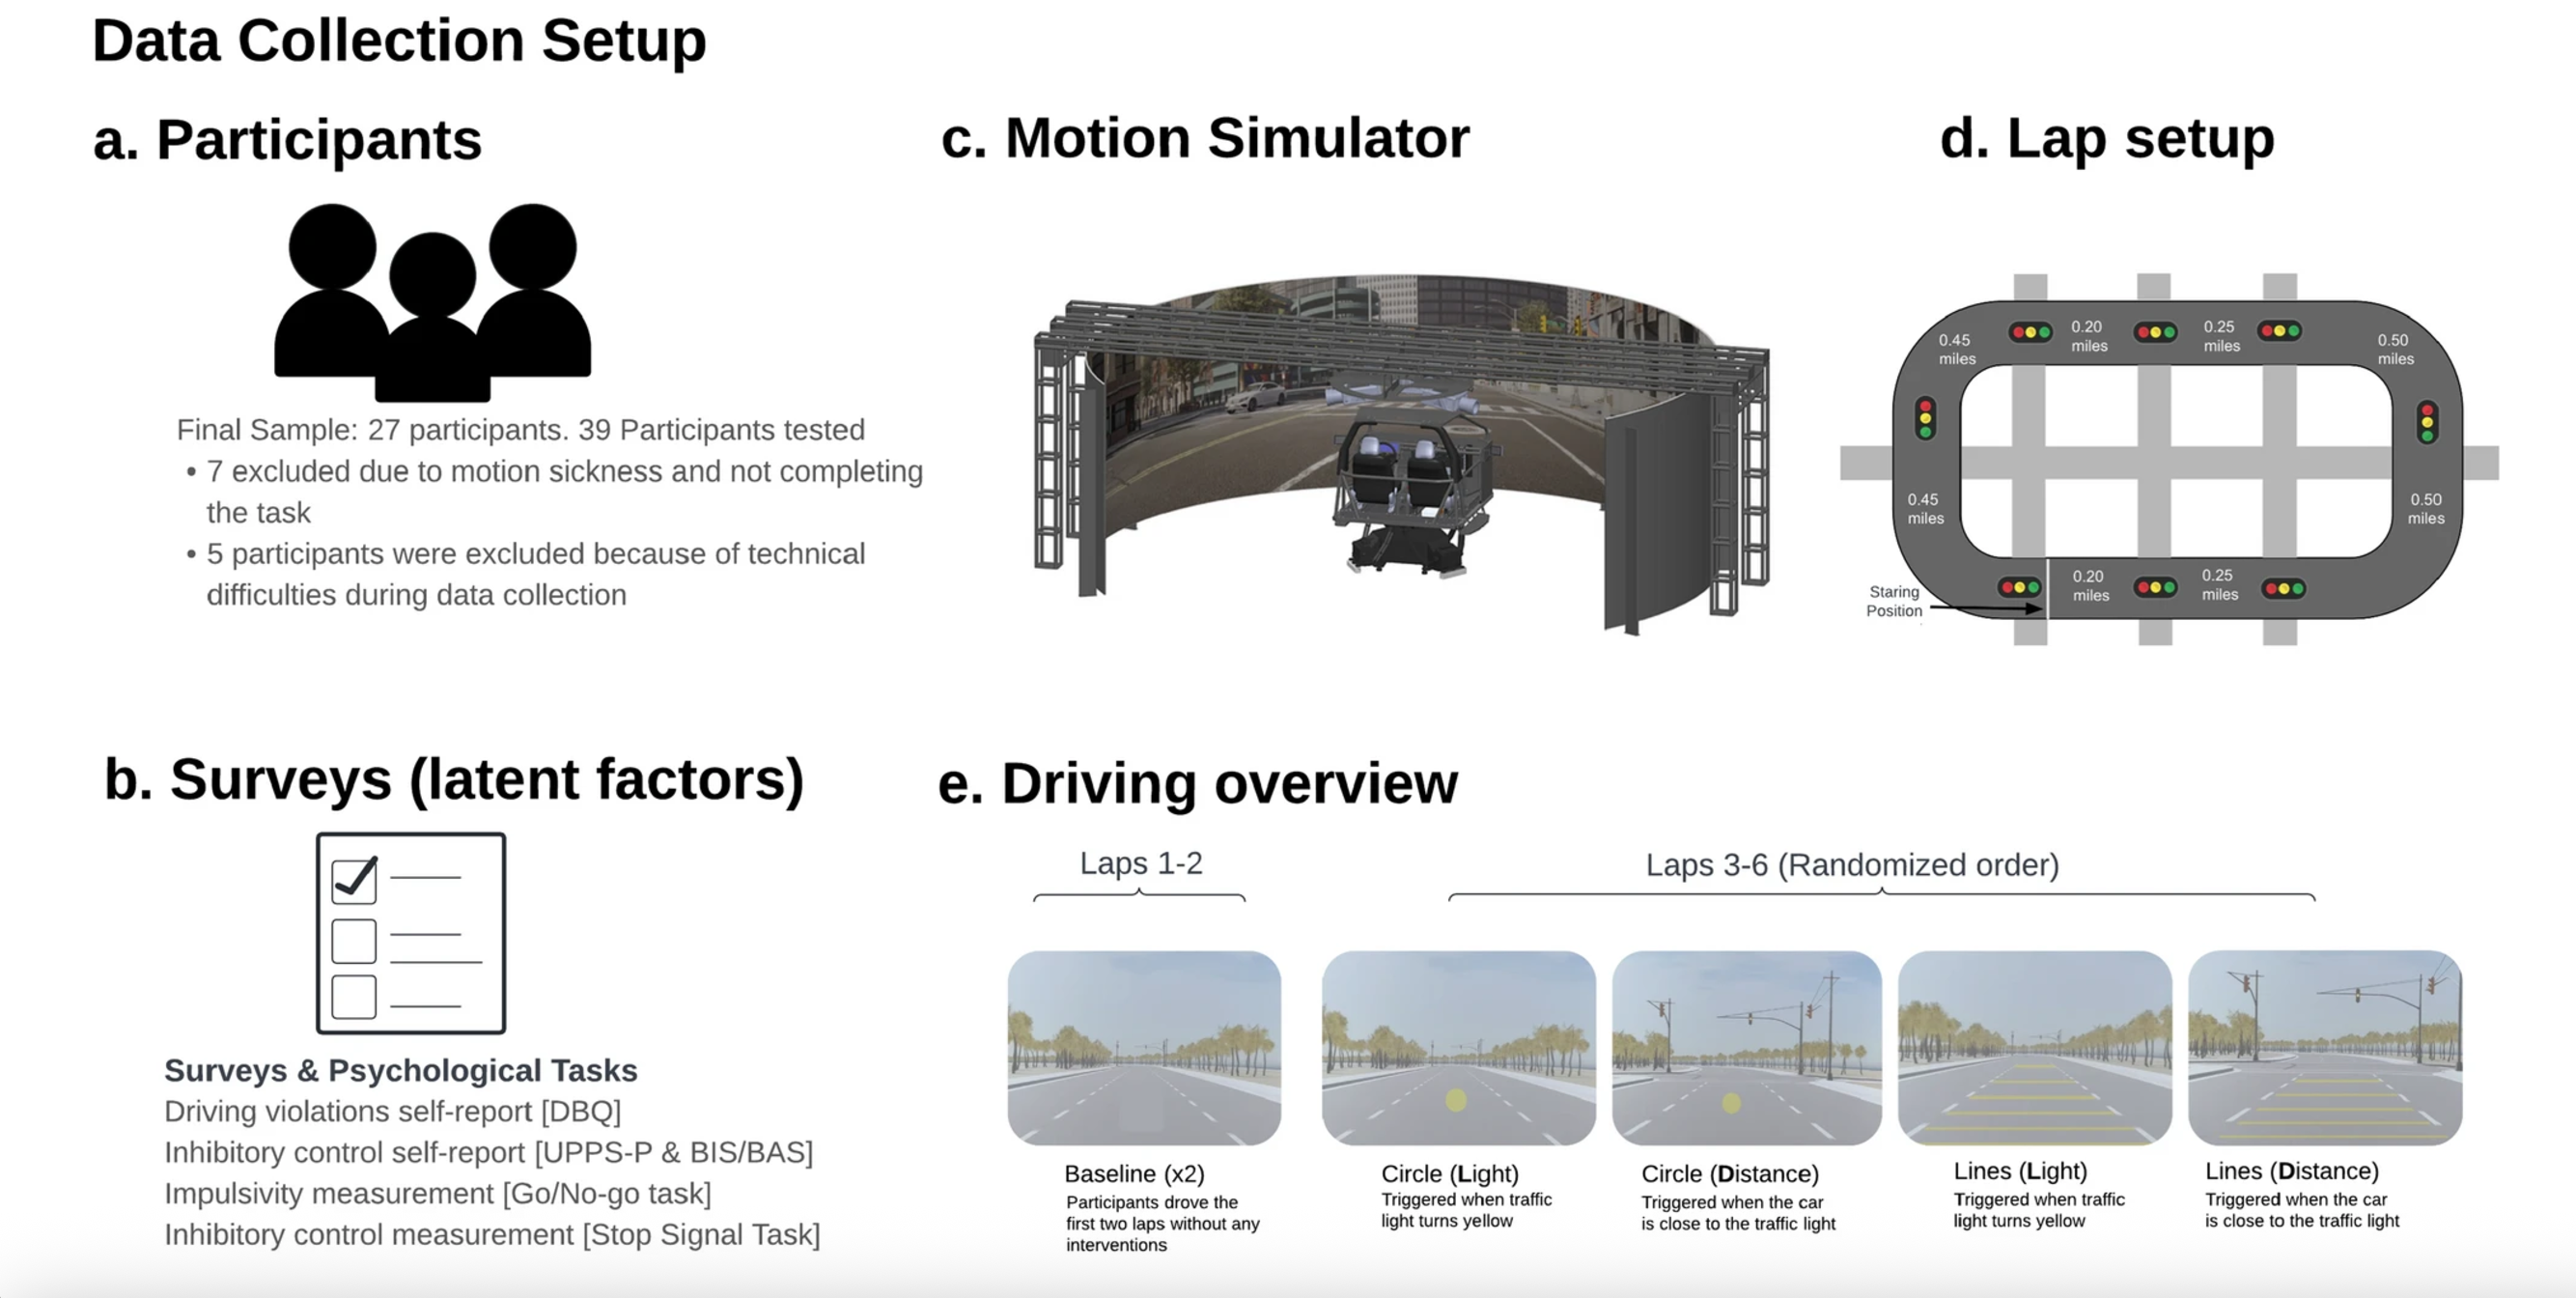 Data Collection Setup
a. Participants
Final Sample: 27 participants. 39 Participants tested
• 7 excluded due to motion sickness and not completing
the task
• 5 participants were excluded because of technical
difficulties during data collection
b. Surveys (latent factors)
Surveys & Psychological Tasks
Driving violations self-report [DBQ]
Inhibitory control self-report [UPPS-P & BIS/BAS]
Impulsivity measurement [Go/No-go task]
Inhibitory control measurement [Stop Signal Task]
c. Motion Simulator
d. Lap setup
0.45
miles
0.20
miles
0.25
miles
0.50
miles
0.45
miles
0.50
miles
Staring
Position
0.20
miles
0.25
miles
e. Driving overview
Laps 1-2
Laps 3-6 (Randomized order)
Baseline (x2)
Participants drove the
first two laps without any
interventions
Circle (Light)
Triggered when traffic
light turns yellow
Circle (Distance)
Triggered when the car
is close to the traffic light
Lines (Light)
Triggered when traffic
light turns yellow
Lines (Distance)
Triggered when the car
is close to the traffic light